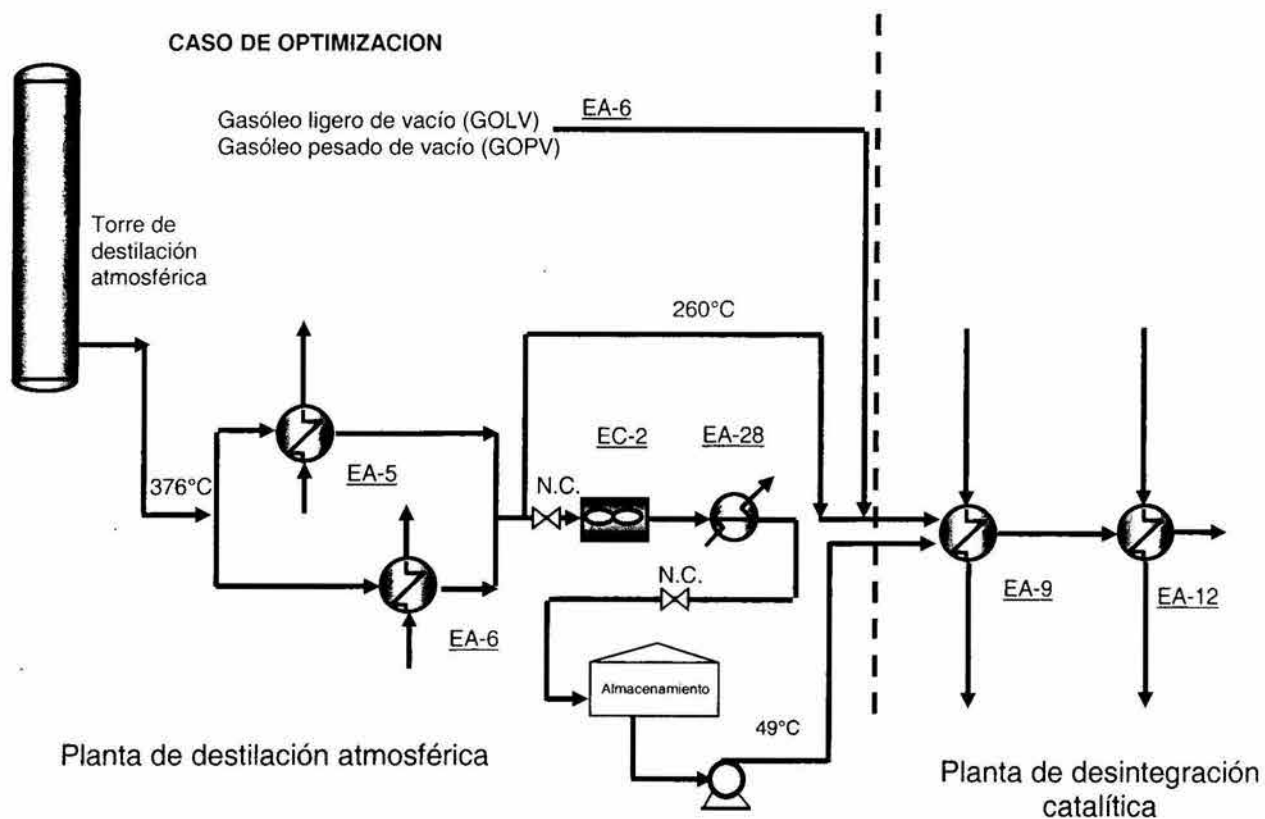 CASO DE OPTIMIZACION
EA-6
Gasóleo ligero de vacío (GOLV)
Gasóleo pesado de vacío (GOPV)
Torre de
destilación
atmosférica
260°C
EC-2
EA-28
376°C
EA-5
N.C.
N.C.
EA-9
EA-12
EA-6
Almacenamiento
49°C
Planta de destilación atmosférica
Planta de desintegración
catalítica